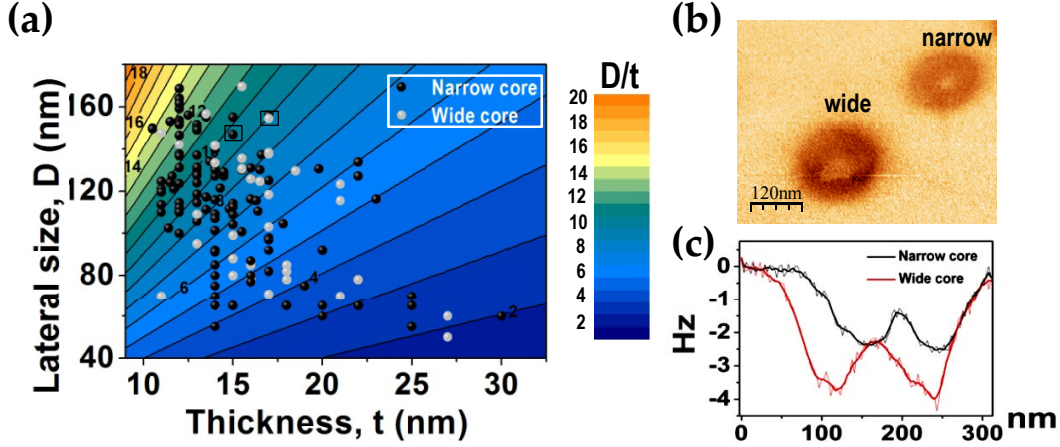 (a)
Lateral size, D (nm)
160
120
80
40
18
16
14
12
8
6
4
2
Narrow core
Wide core
10
15
20
25
30
Thickness, t (nm)
D/t
20
18
16
14
12
10
8
6
4
2
(b)
narrow
wide
120nm
(c)
Narrow core
Wide core
Hz
0
-1
-2
-3
-4
0
100
200
300
nm